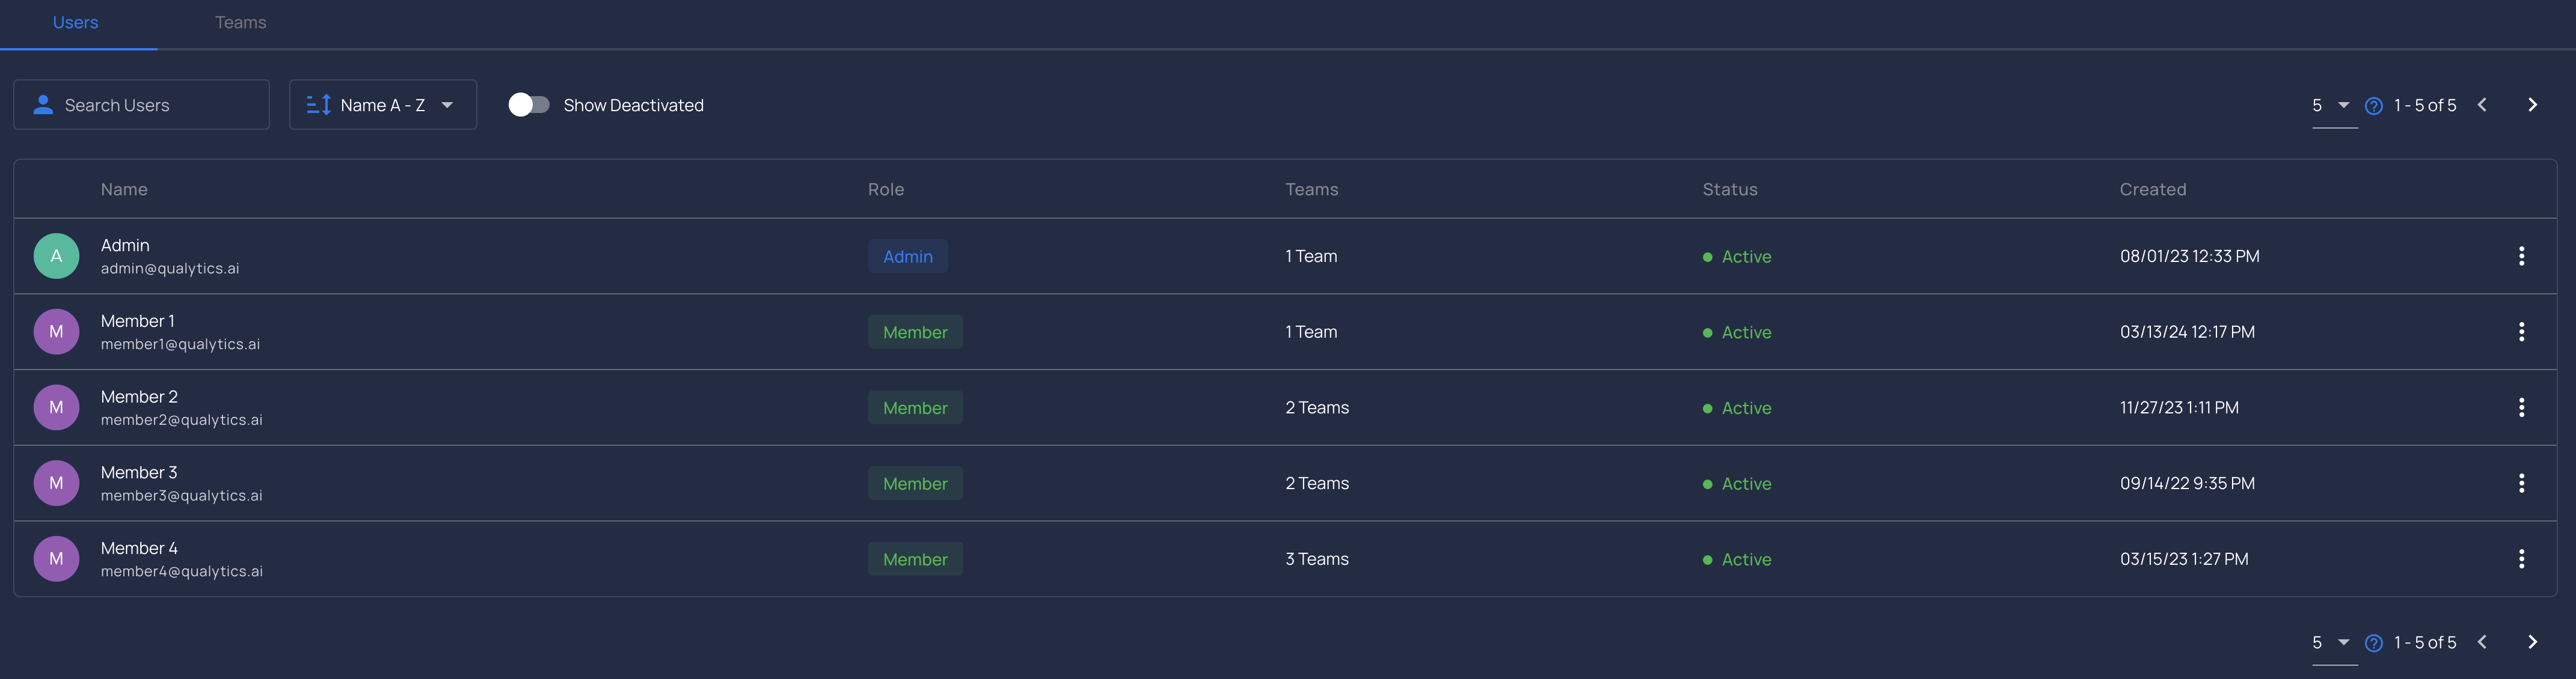 Users Teams
Search Users Name A - Z Show Deactivated 5 1 - 5 of 5
Name Role Teams Status Created
A Admin Admin 1 Team Active 08/01/23 12:33 PM
admin@qualytics.ai
M Member 1 Member 1 Team Active 03/13/24 12:17 PM
member1@qualytics.ai
M Member 2 Member 2 Teams Active 11/27/23 1:11 PM
member2@qualytics.ai
M Member 3 Member 2 Teams Active 09/14/22 9:35 PM
member3@qualytics.ai
M Member 4 Member 3 Teams Active 03/15/23 1:27 PM
member4@qualytics.ai
5 1 - 5 of 5